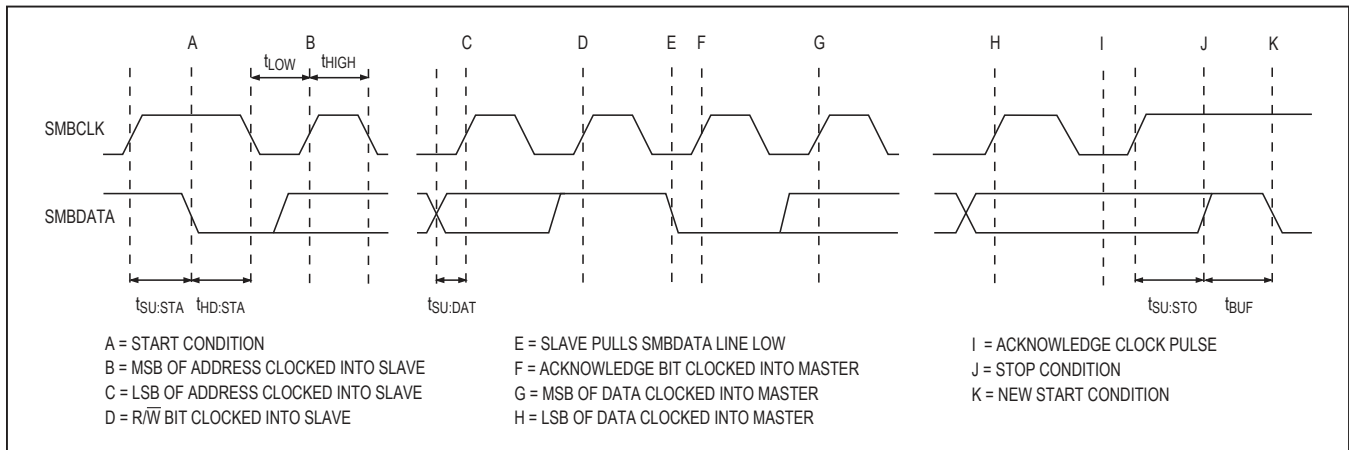 A B C D E F G H I J K
tLOW tHIGH
SMBCLK
SMBDATA
tSU:STA tHD:STA tSU:DAT tSU:STO tBUF
A = START CONDITION
B = MSB OF ADDRESS CLOCKED INTO SLAVE
C = LSB OF ADDRESS CLOCKED INTO SLAVE
D = R/W̅ BIT CLOCKED INTO SLAVE
E = SLAVE PULLS SMBDATA LINE LOW
F = ACKNOWLEDGE BIT CLOCKED INTO MASTER
G = MSB OF DATA CLOCKED INTO MASTER
H = LSB OF DATA CLOCKED INTO MASTER
I = ACKNOWLEDGE CLOCK PULSE
J = STOP CONDITION
K = NEW START CONDITION